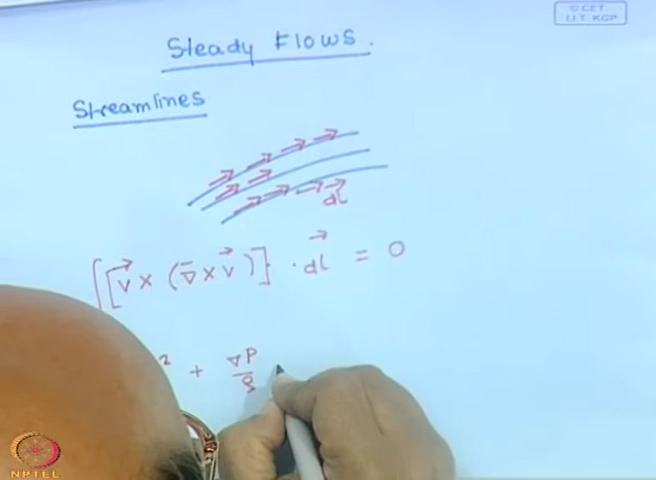 © CET
I.I.T. KGP
Steady Flows.
Streamlines
dl
∫[v⃗ × (∇̄ × v⃗)] · dl⃗ = 0
² + ∇P/ρ
NPTEL